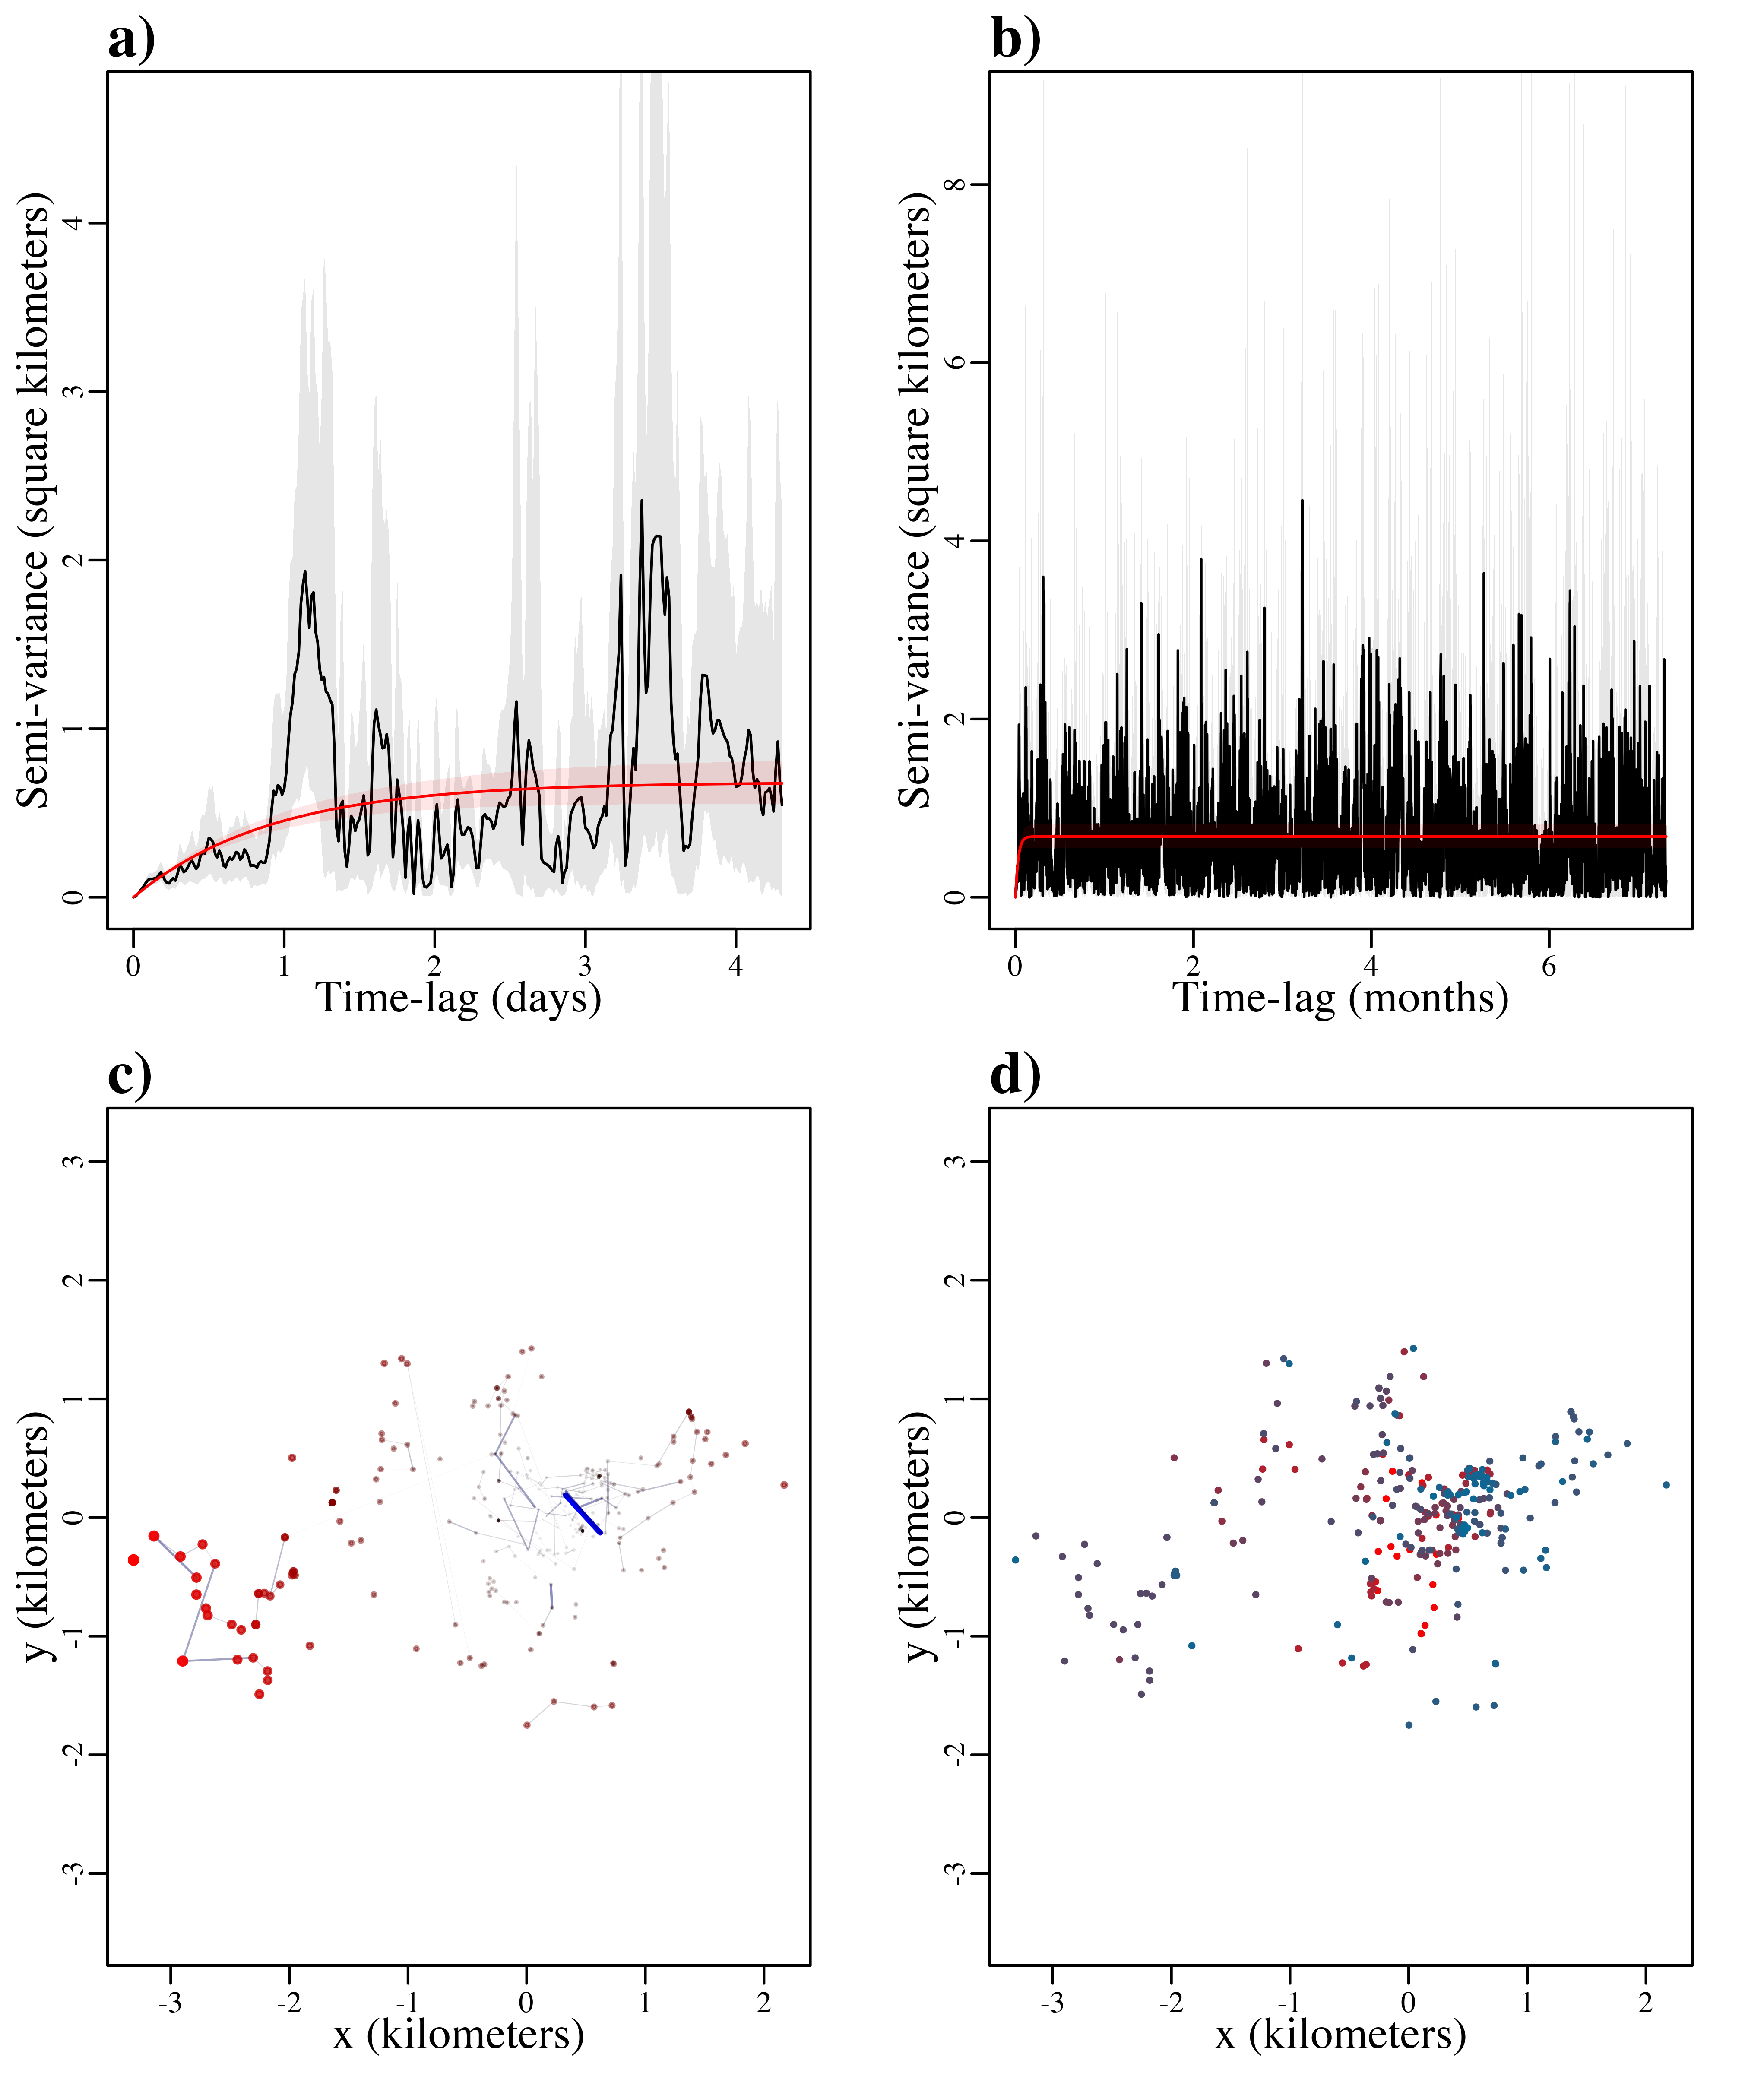 a)
Semi-variance (square kilometers)
0 1 2 3 4
0 1 2 3 4
Time-lag (days)
b)
Semi-variance (square kilometers)
0 2 4 6 8
0 2 4 6
Time-lag (months)
c)
y (kilometers)
-3 -2 -1 0 1 2 3
-3 -2 -1 0 1 2
x (kilometers)
d)
y (kilometers)
-3 -2 -1 0 1 2 3
-3 -2 -1 0 1 2
x (kilometers)